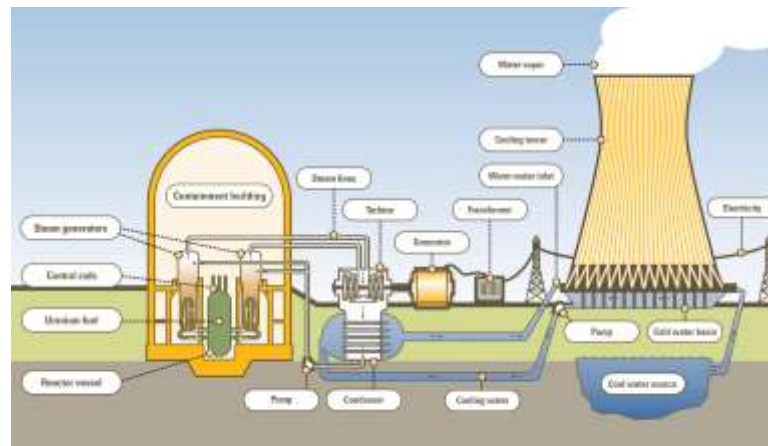 Water vapor
Cooling tower
Steam lines
Warm water inlet
Containment building
Turbine
Transformer
Electricity
Steam generators
Generator
Control rods
Uranium fuel
Pump
Cold water basin
Reactor vessel
Pump
Condenser
Cooling water
Cool water source